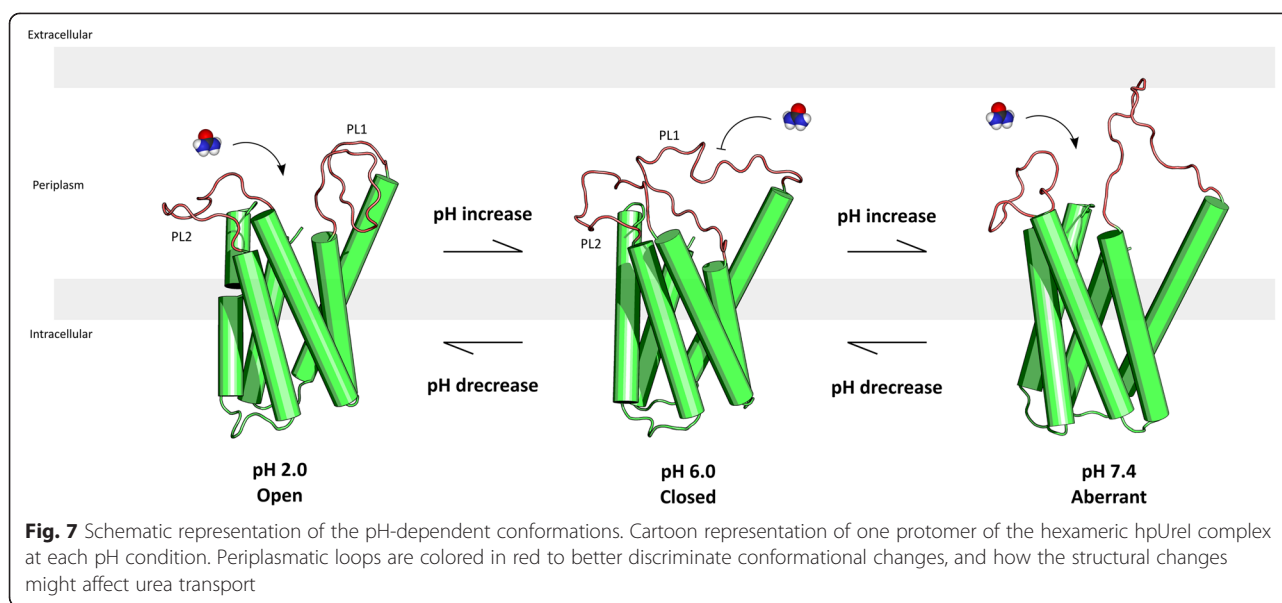 Extracellular
PL1
PL1
Periplasm
pH increase
pH increase
PL2
PL2
Intracellular
pH drecrease
pH drecrease
pH 2.0
Open
pH 6.0
Closed
pH 7.4
Aberrant
Fig. 7 Schematic representation of the pH-dependent conformations. Cartoon representation of one protomer of the hexameric hpUreI complex
at each pH condition. Periplasmatic loops are colored in red to better discriminate conformational changes, and how the structural changes
might affect urea transport